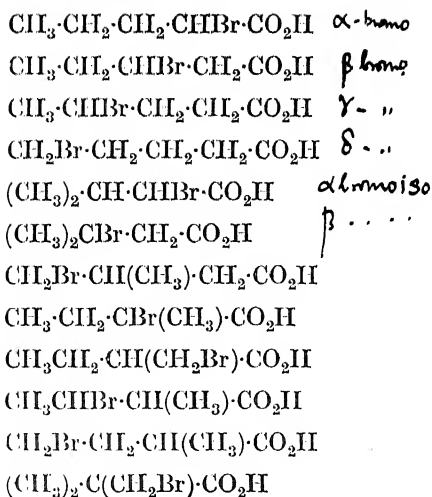 CH₃·CH₂·CH₂·CHBr·CO₂H α-bromo
CH₃·CH₂·CHBr·CH₂·CO₂H β bromo
CH₃·CHBr·CH₂·CH₂·CO₂H γ- "
CH₂Br·CH₂·CH₂·CH₂·CO₂H δ- "
(CH₃)₂·CH·CHBr·CO₂H α bromo iso
(CH₃)₂CBr·CH₂·CO₂H β · · · ·
CH₂Br·CH(CH₃)·CH₂·CO₂H
CH₃·CH₂·CBr(CH₃)·CO₂H
CH₃CH₂·CH(CH₂Br)·CO₂H
CH₃CHBr·CH(CH₃)·CO₂H
CH₂Br·CH₂·CH(CH₃)·CO₂H
(CH₃)₂·C(CH₂Br)·CO₂H